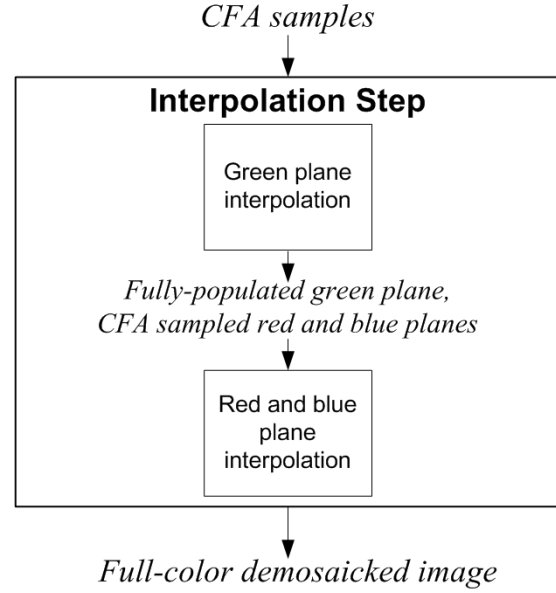 CFA samples
Interpolation Step
Green plane
interpolation
Fully-populated green plane,
CFA sampled red and blue planes
Red and blue
plane
interpolation
Full-color demosaicked image